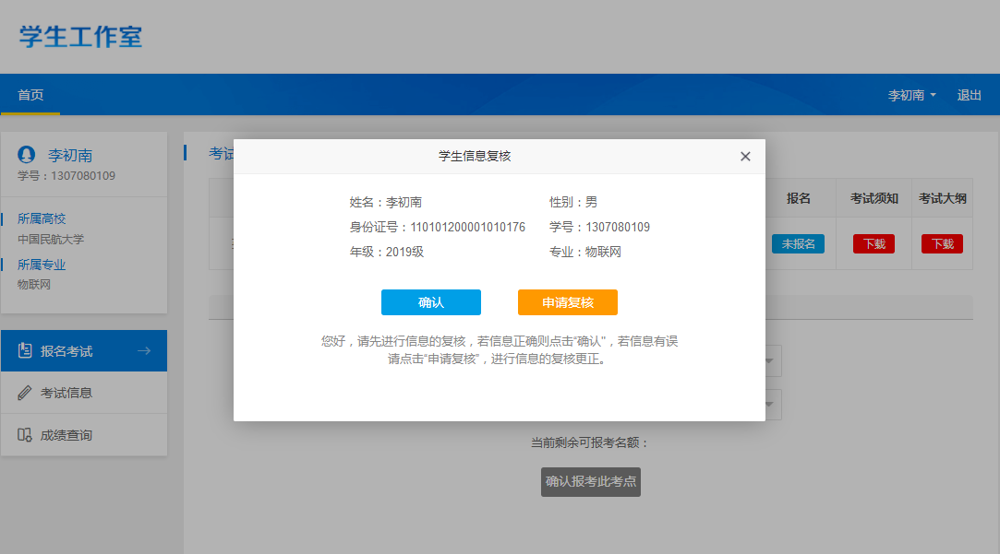 学生工作室
首页
李初南
退出
李初南
学号：1307080109
所属高校
中国民航大学
所属专业
物联网
报名考试
考试信息
成绩查询
考试
报名
考试须知
考试大纲
未报名
下载
下载
学生信息复核
姓名：李初南
性别：男
身份证号：110101200001010176
学号：1307080109
年级：2019级
专业：物联网
确认
申请复核
您好，请先进行信息的复核，若信息正确则点击“确认”，若信息有误
请点击“申请复核”，进行信息的复核更正。
当前剩余可报考名额：
确认报考此考点